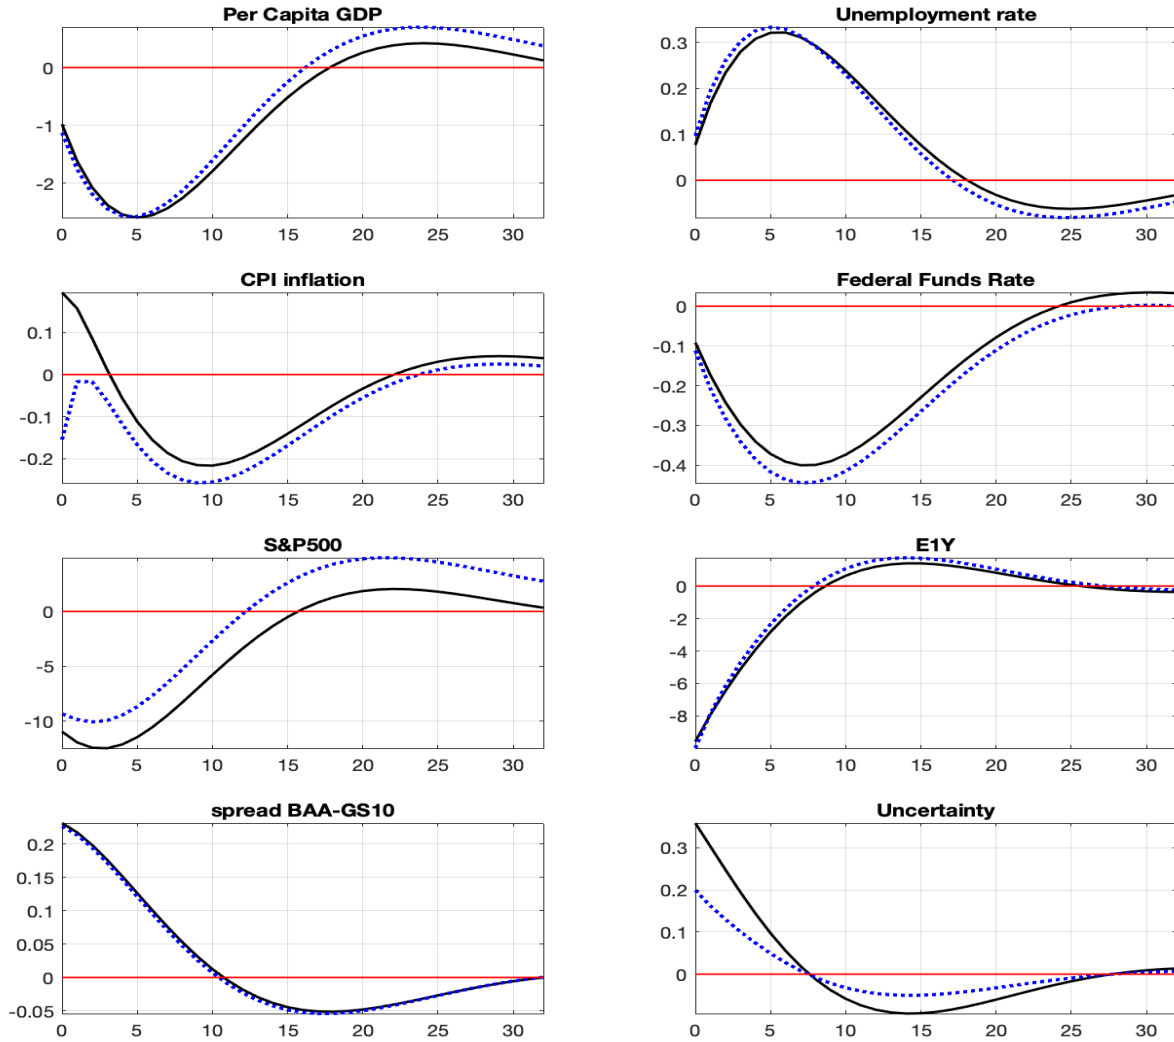 Per Capita GDP
0
-1
-2
0 5 10 15 20 25 30
Unemployment rate
0.3
0.2
0.1
0
0 5 10 15 20 25 30
CPI inflation
0.1
0
-0.1
-0.2
0 5 10 15 20 25 30
Federal Funds Rate
0
-0.1
-0.2
-0.3
-0.4
0 5 10 15 20 25 30
S&P500
0
-5
-10
0 5 10 15 20 25 30
E1Y
0
-2
-4
-6
-8
0 5 10 15 20 25 30
spread BAA-GS10
0.2
0.15
0.1
0.05
0
-0.05
0 5 10 15 20 25 30
Uncertainty
0.3
0.2
0.1
0
0 5 10 15 20 25 30